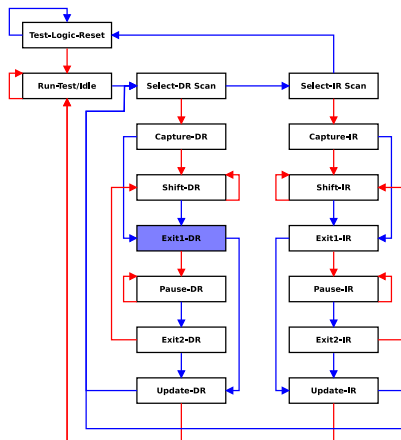 Test-Logic-Reset
Run-Test/Idle
Select-DR Scan
Select-IR Scan
Capture-DR
Capture-IR
Shift-DR
Shift-IR
Exit1-DR
Exit1-IR
Pause-DR
Pause-IR
Exit2-DR
Exit2-IR
Update-DR
Update-IR